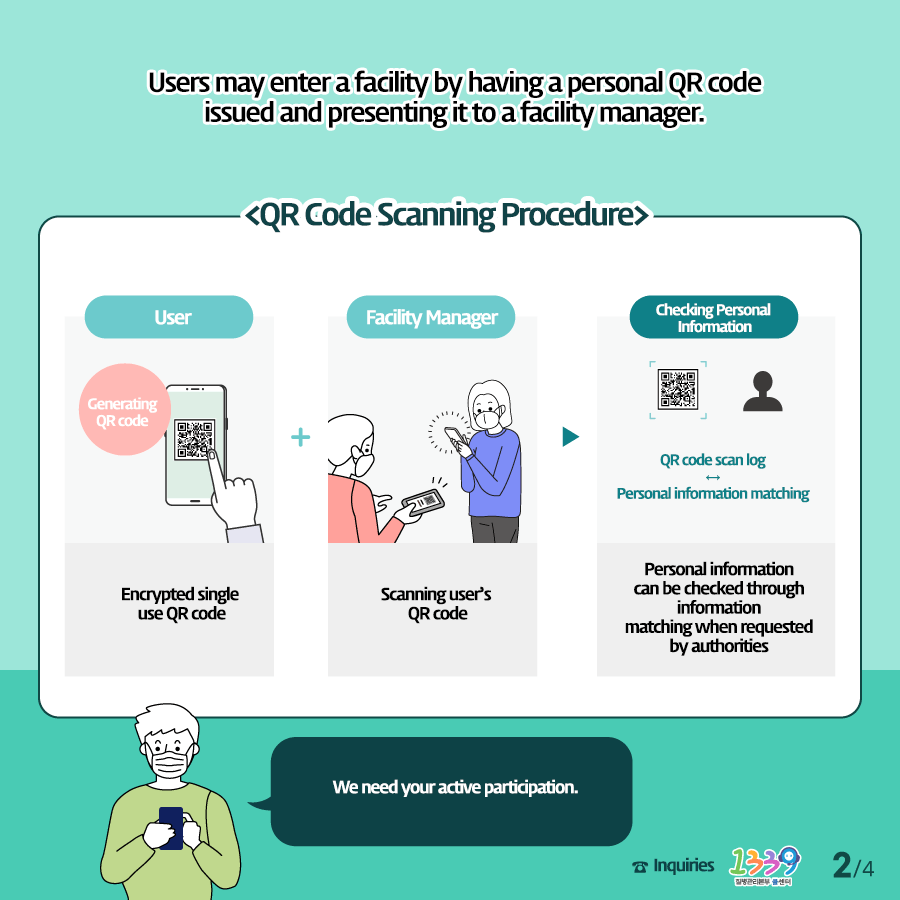 Users may enter a facility by having a personal QR code
issued and presenting it to a facility manager.
<QR Code Scanning Procedure>
User
Generating
QR code
Encrypted single
use QR code
+
Facility Manager
Scanning user's
QR code
Checking Personal
Information
QR code scan log
↔
Personal information matching
Personal information
can be checked through
information
matching when requested
by authorities
We need your active participation.
☎ Inquiries
1339
질병관리본부 콜센터
2/4